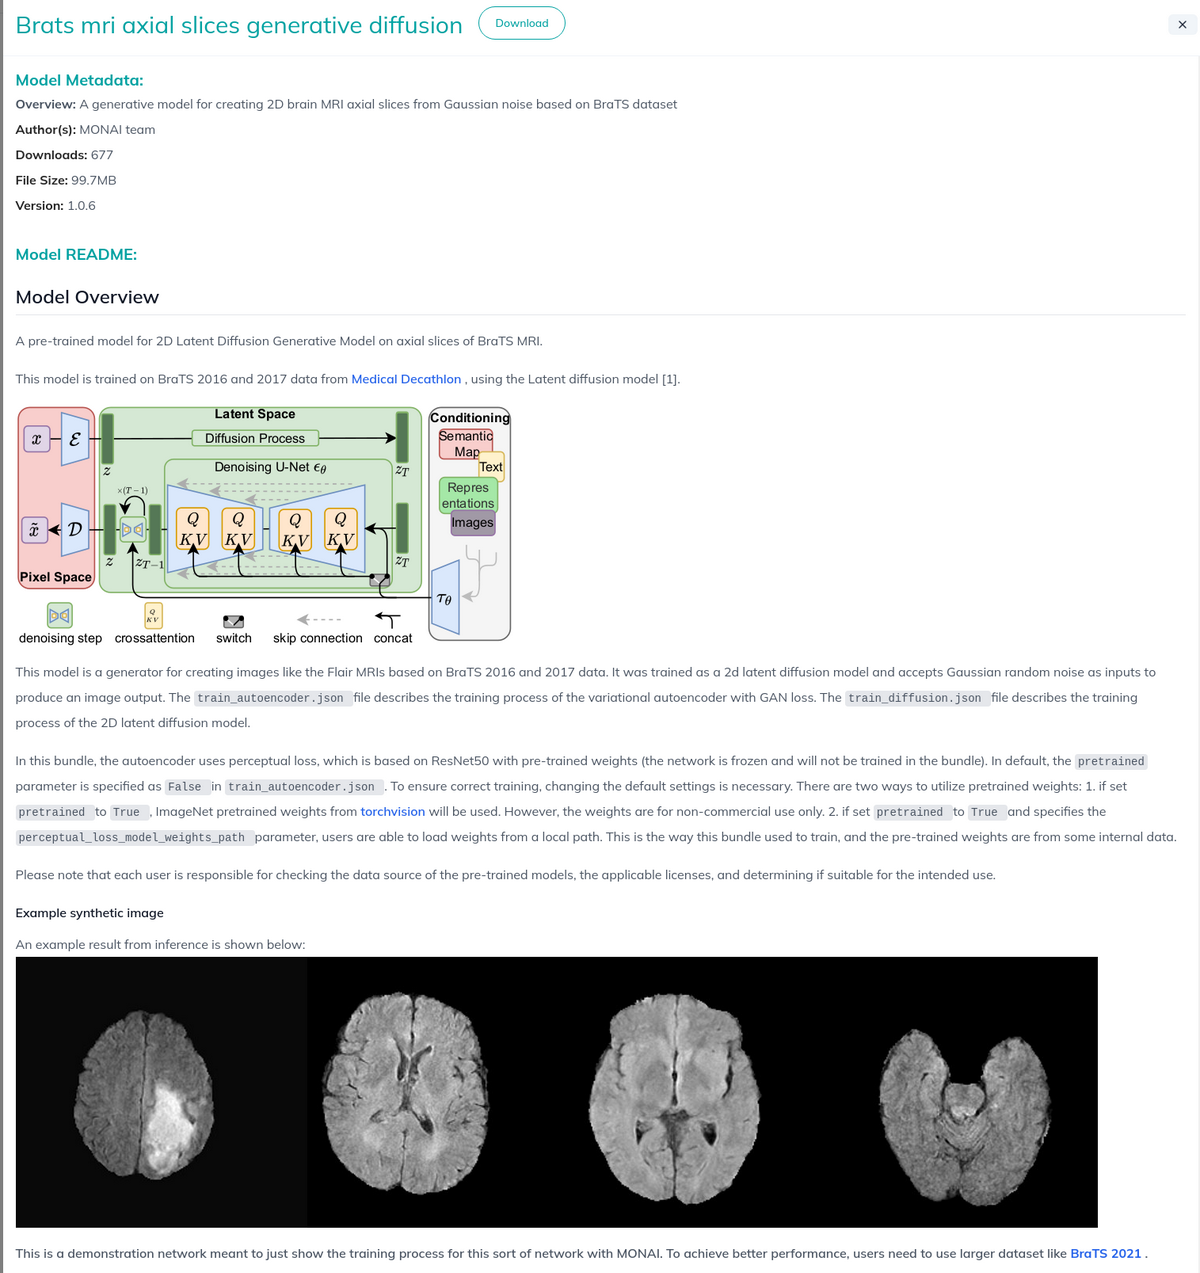 Brats mri axial slices generative diffusion
Download
×
Model Metadata:
Overview: A generative model for creating 2D brain MRI axial slices from Gaussian noise based on BraTS dataset
Author(s): MONAI team
Downloads: 677
File Size: 99.7MB
Version: 1.0.6
Model README:
Model Overview
A pre-trained model for 2D Latent Diffusion Generative Model on axial slices of BraTS MRI.
This model is trained on BraTS 2016 and 2017 data from Medical Decathlon , using the Latent diffusion model [1].
Latent Space
Conditioning
x
ℰ
Diffusion Process
Semantic
Map
z
Denoising U-Net ϵθ
zT
Text
×(T−1)
Repres
entations
Q
Q
Q
Q
Images
x̃
𝒟
KV
KV
KV
KV
z
zT−1
zT
Pixel Space
τθ
Q
KV
denoising step
crossattention
switch
skip connection
concat
This model is a generator for creating images like the Flair MRIs based on BraTS 2016 and 2017 data. It was trained as a 2d latent diffusion model and accepts Gaussian random noise as inputs to
produce an image output. The train_autoencoder.json file describes the training process of the variational autoencoder with GAN loss. The train_diffusion.json file describes the training
process of the 2D latent diffusion model.
In this bundle, the autoencoder uses perceptual loss, which is based on ResNet50 with pre-trained weights (the network is frozen and will not be trained in the bundle). In default, the pretrained
parameter is specified as False in train_autoencoder.json . To ensure correct training, changing the default settings is necessary. There are two ways to utilize pretrained weights: 1. if set
pretrained to True , ImageNet pretrained weights from torchvision will be used. However, the weights are for non-commercial use only. 2. if set pretrained to True and specifies the
perceptual_loss_model_weights_path parameter, users are able to load weights from a local path. This is the way this bundle used to train, and the pre-trained weights are from some internal data.
Please note that each user is responsible for checking the data source of the pre-trained models, the applicable licenses, and determining if suitable for the intended use.
Example synthetic image
An example result from inference is shown below:
This is a demonstration network meant to just show the training process for this sort of network with MONAI. To achieve better performance, users need to use larger dataset like BraTS 2021 .